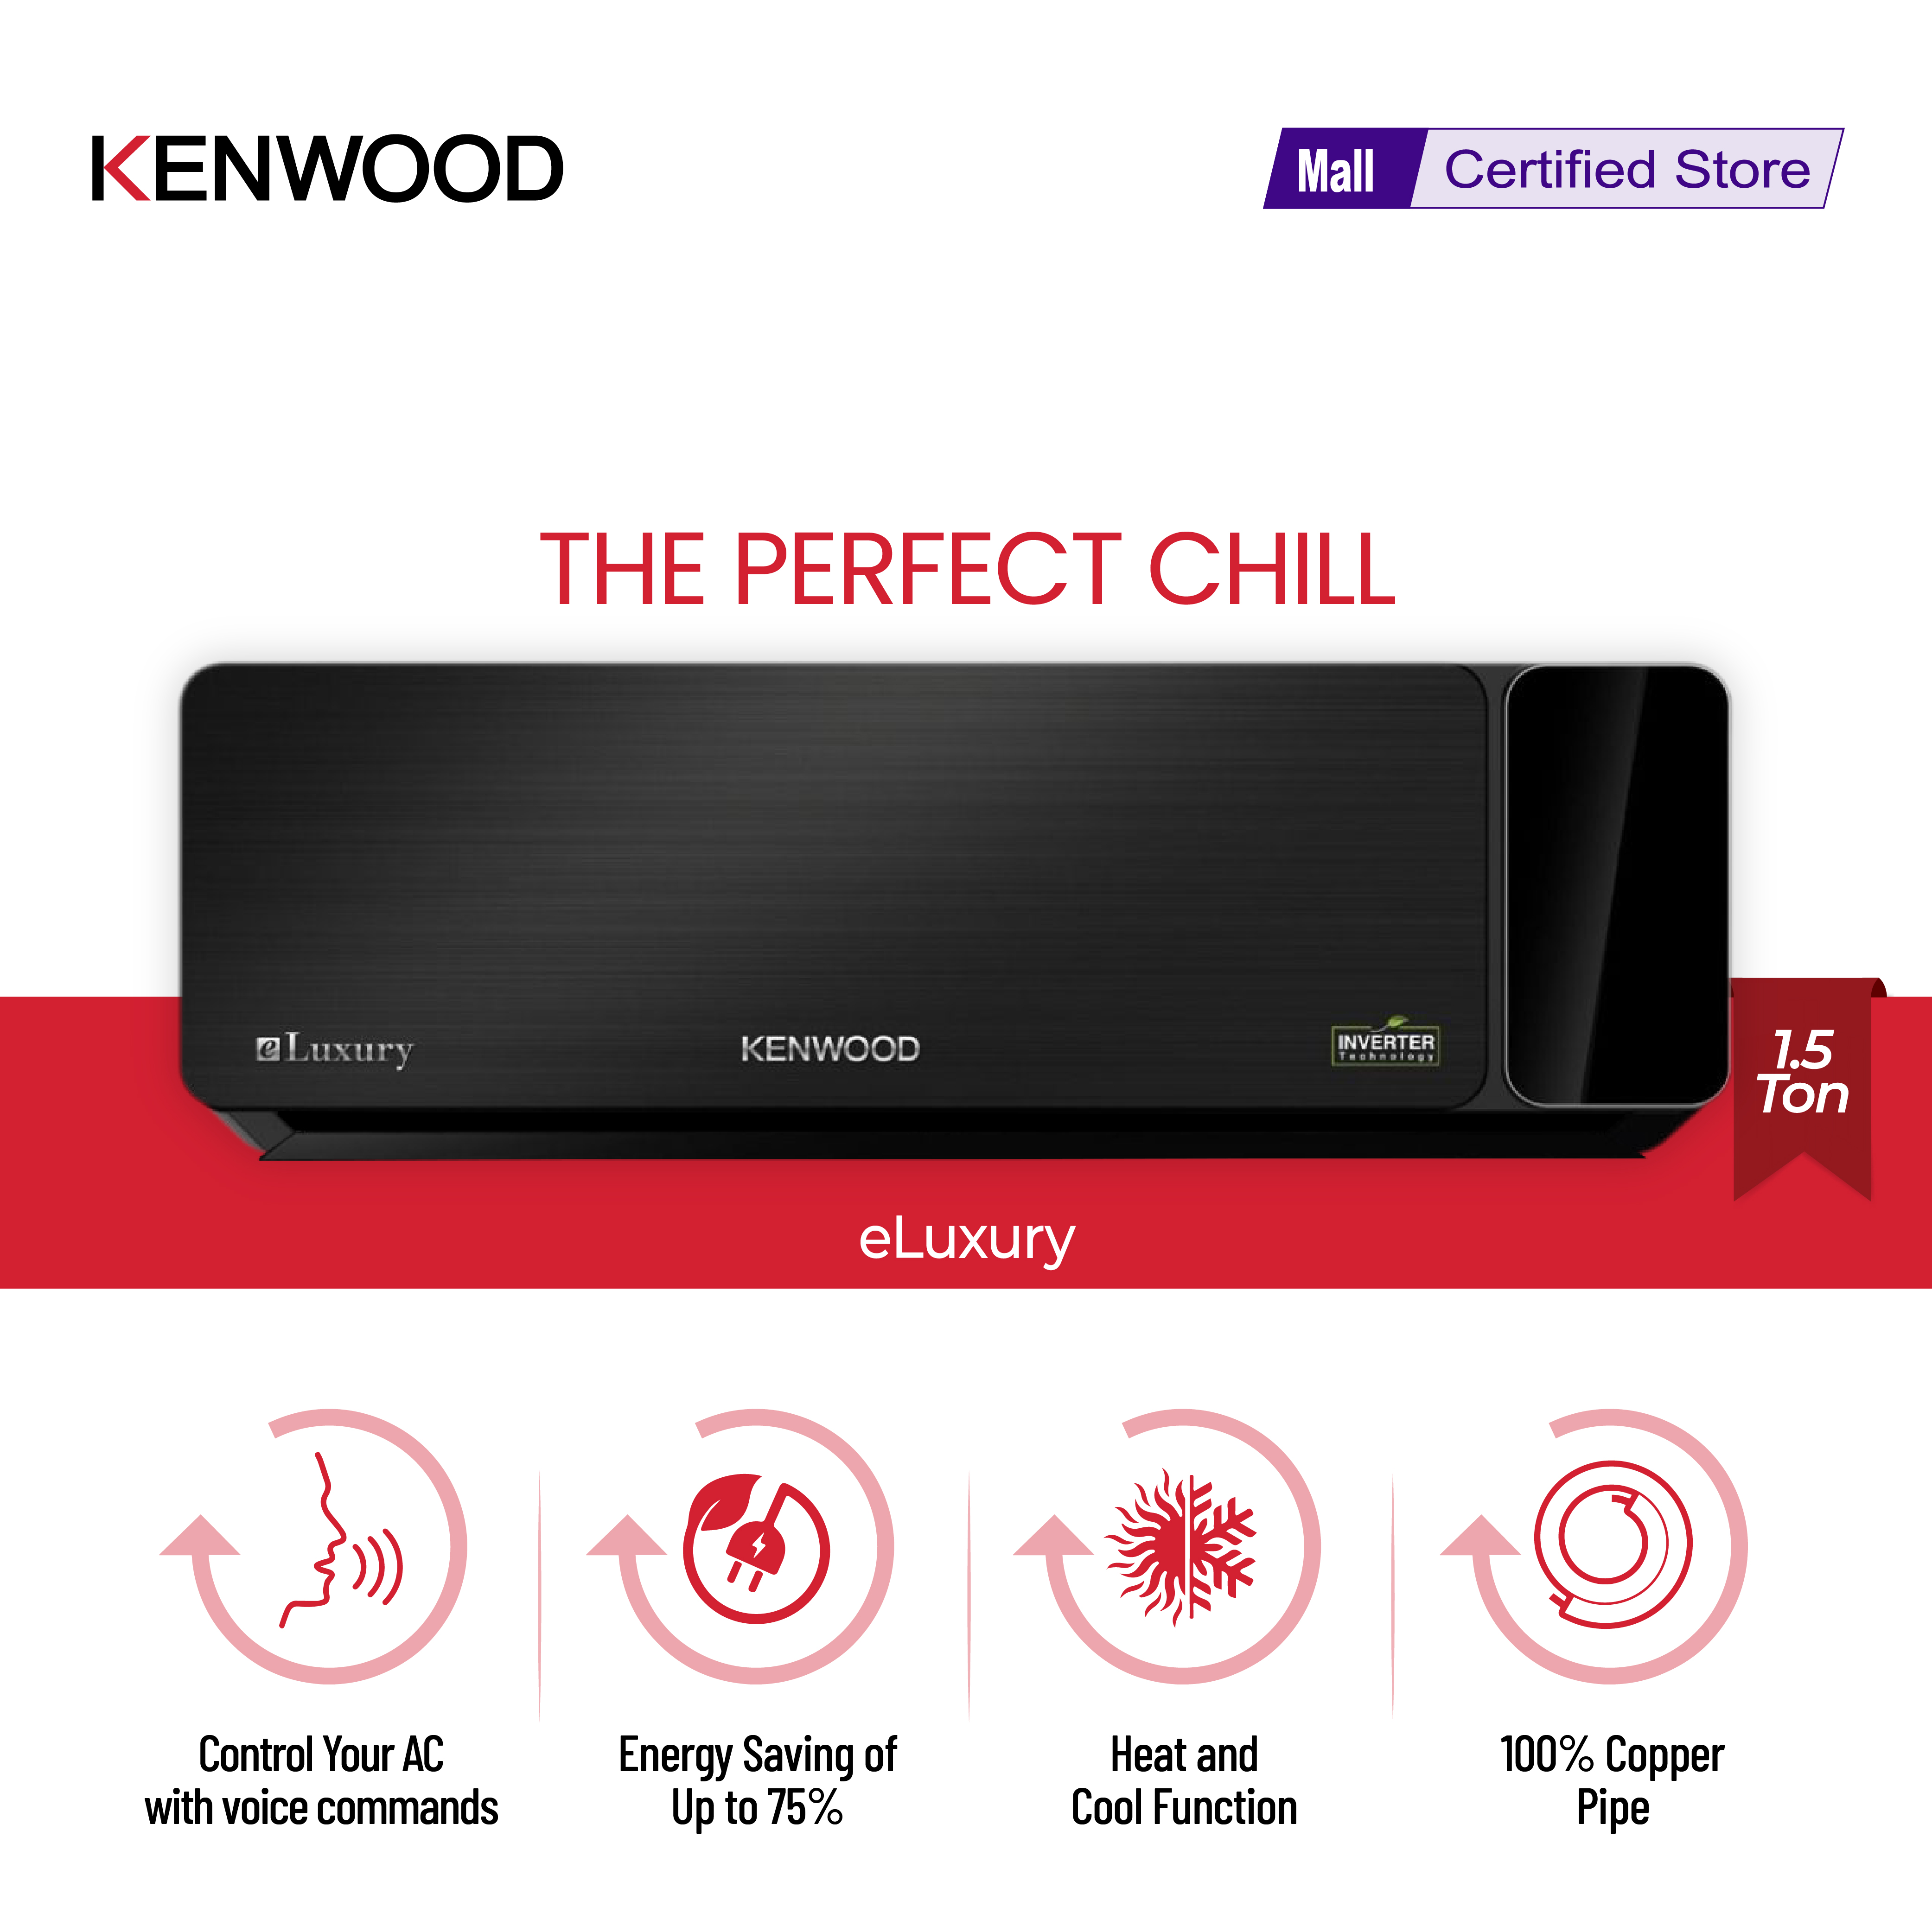 KENWOOD
Mall Certified Store
THE PERFECT CHILL
e Luxury
KENWOOD
INVERTER
Technology
1.5
Ton
eLuxury
Control Your AC
with voice commands
Energy Saving of
Up to 75%
Heat and
Cool Function
100% Copper
Pipe